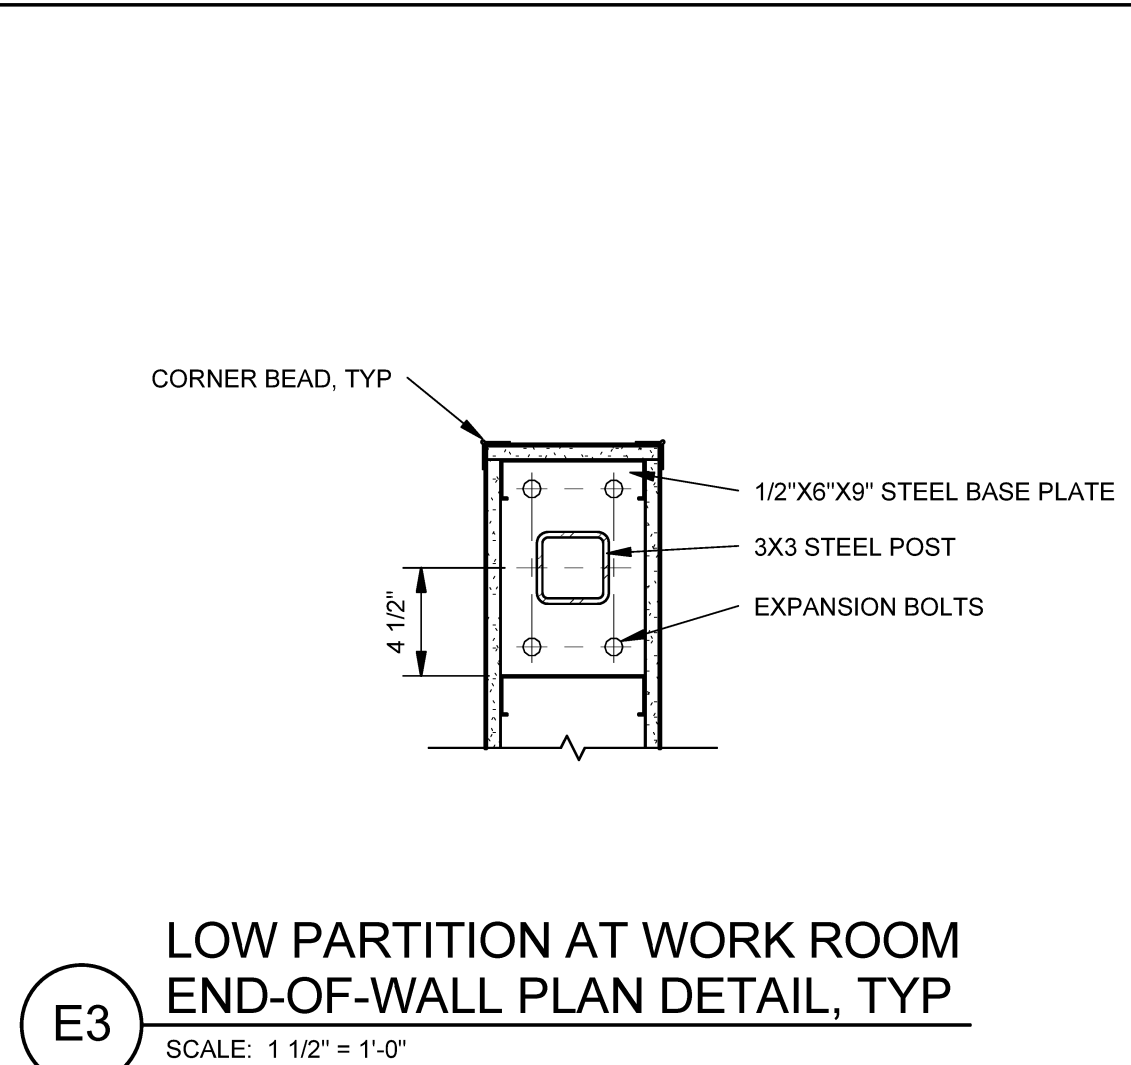 CORNER BEAD, TYP
1/2"X6"X9" STEEL BASE PLATE
3X3 STEEL POST
EXPANSION BOLTS
4 1/2"
LOW PARTITION AT WORK ROOM
END-OF-WALL PLAN DETAIL, TYP
E3
SCALE: 1 1/2" = 1'-0"